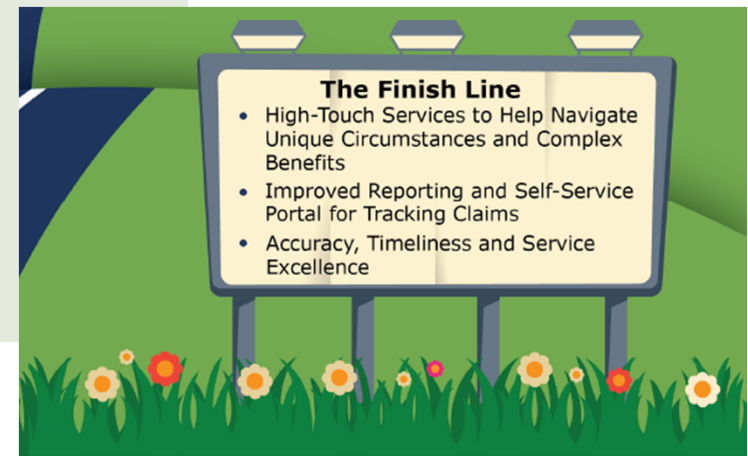 The Finish Line
• High-Touch Services to Help Navigate
Unique Circumstances and Complex
Benefits
• Improved Reporting and Self-Service
Portal for Tracking Claims
• Accuracy, Timeliness and Service
Excellence